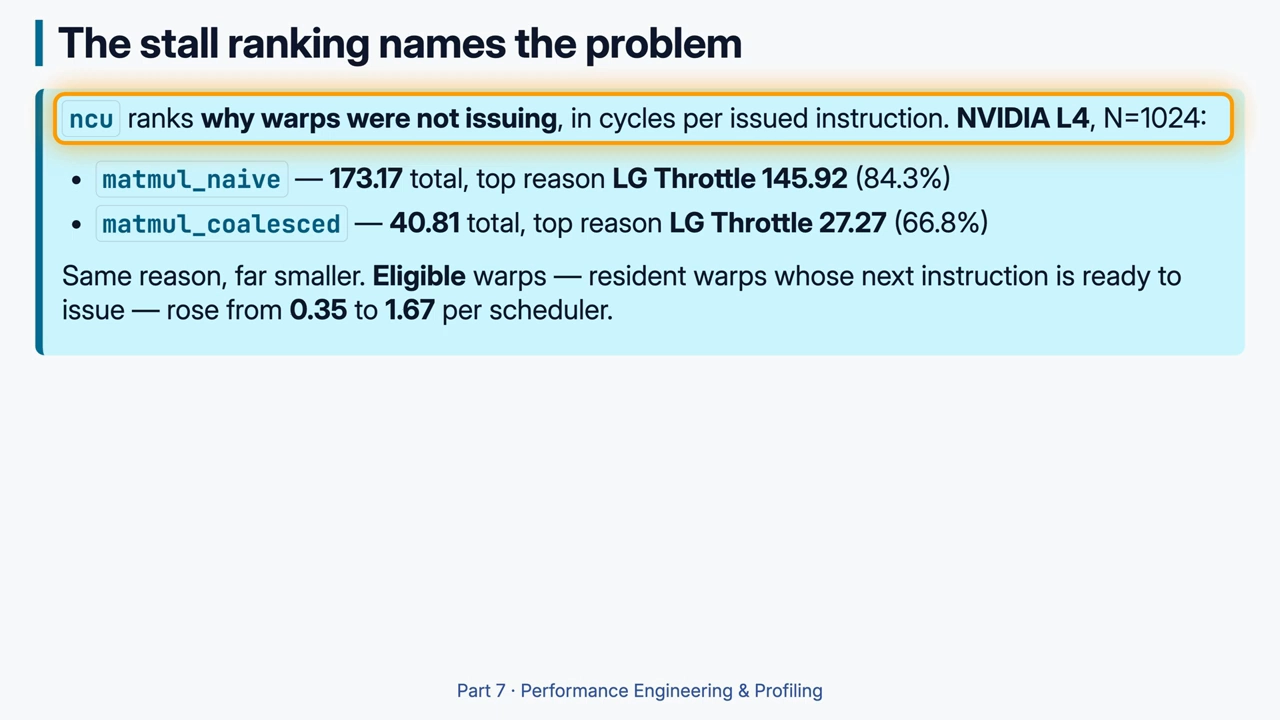 The stall ranking names the problem
ncu ranks why warps were not issuing, in cycles per issued instruction. NVIDIA L4, N=1024:
• matmul_naive — 173.17 total, top reason LG Throttle 145.92 (84.3%)
• matmul_coalesced — 40.81 total, top reason LG Throttle 27.27 (66.8%)
Same reason, far smaller. Eligible warps — resident warps whose next instruction is ready to
issue — rose from 0.35 to 1.67 per scheduler.
Part 7 · Performance Engineering & Profiling